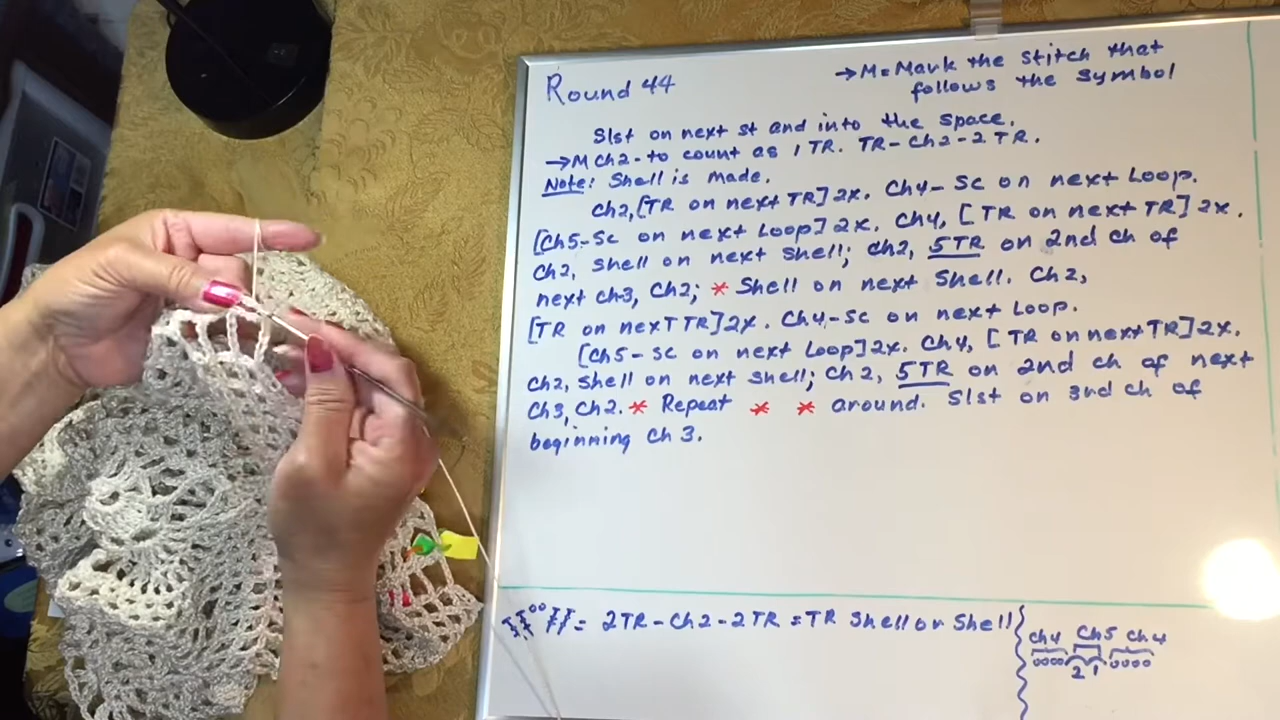 Round 44
→M=Mark the stitch that
follows the symbol
Slst on next st and into the space.
→M Ch2-to count as 1 TR. TR-Ch2-2 TR.
Note: Shell is made.
Ch2,[TR on next TR] 2x. Ch4-Sc on next Loop.
[Ch5-Sc on next Loop] 2x. Ch4, [TR on next TR] 2x.
Ch2, Shell on next shell; Ch2, 5TR on 2nd ch of
next ch3, Ch2; * Shell on next Shell. Ch2,
[TR on next TR] 2x. Ch4-Sc on next Loop.
[Ch5-Sc on next Loop] 2x. Ch4, [TR on next TR] 2x.
Ch2, Shell on next Shell; Ch2, 5TR on 2nd ch of next
Ch3, Ch2. * Repeat * * around. Slst on 3rd ch of
beginning Ch 3.
= 2TR-Ch2-2TR = TR Shell or Shell
Ch4 Ch5 Ch4
2 1